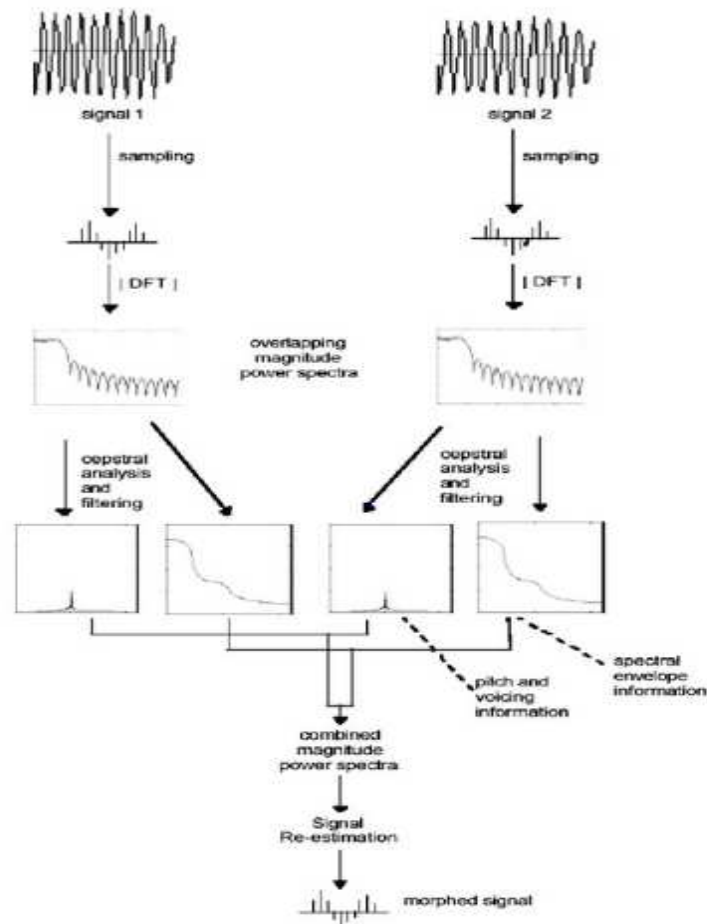 signal 1
signal 2
sampling
sampling
| DFT |
| DFT |
overlapping
magnitude
power spectra
cepstral
analysis
and
filtering
cepstral
analysis
and
filtering
pitch and
voicing
information
spectral
envelope
information
combined
magnitude
power spectra
Signal
Re-estimation
morphed signal